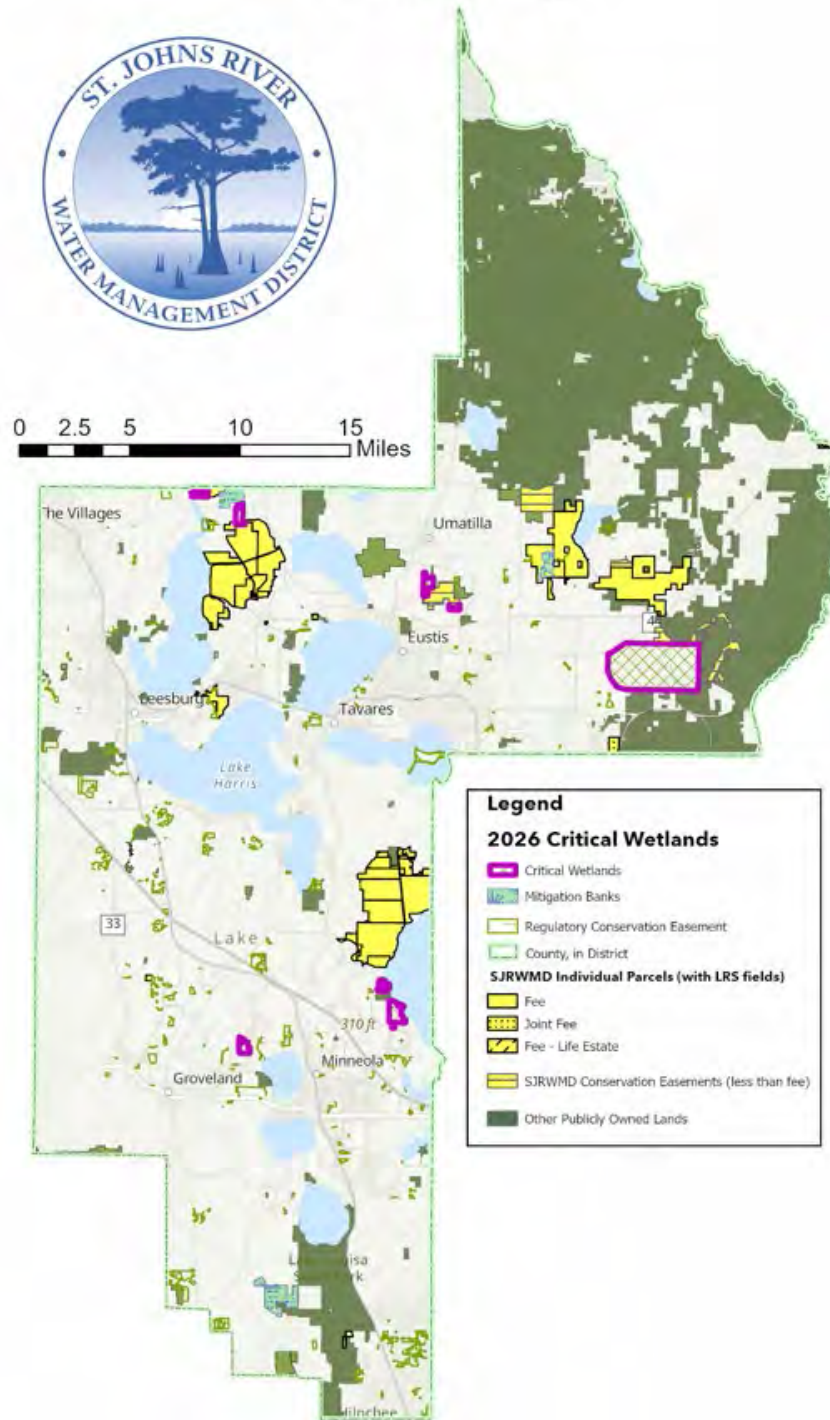 ST. JOHNS RIVER
WATER MANAGEMENT DISTRICT
0 2.5 5 10 15
Miles
The Villages
Umatilla
Eustis
Leesburg
Tavares
Lake
Harris
33
Lake
310 ft
Minneola
Groveland
Legend
2026 Critical Wetlands
Critical Wetlands
Mitigation Banks
Regulatory Conservation Easement
County, in District
SJRWMD Individual Parcels (with LRS fields)
Fee
Joint Fee
Fee - Life Estate
SJRWMD Conservation Easements (less than fee)
Other Publicly Owned Lands